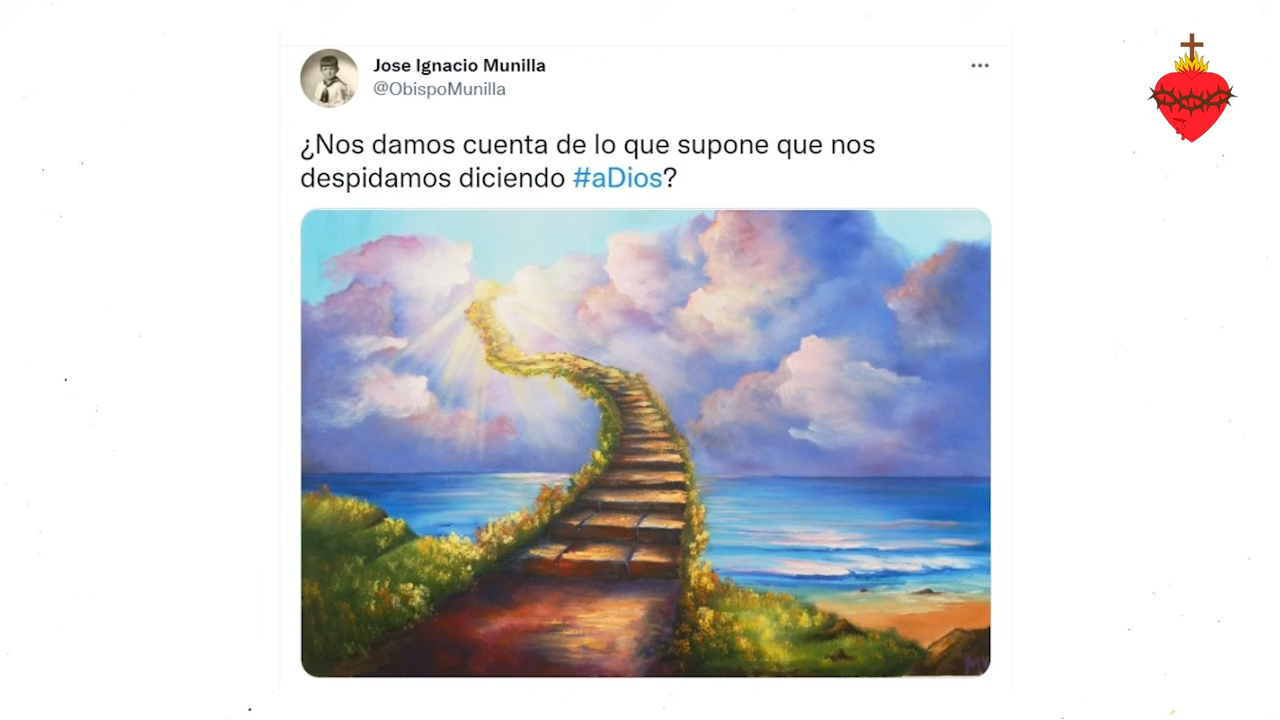 Jose Ignacio Munilla
@ObispoMunilla
¿Nos damos cuenta de lo que supone que nos
despidamos diciendo #aDios?